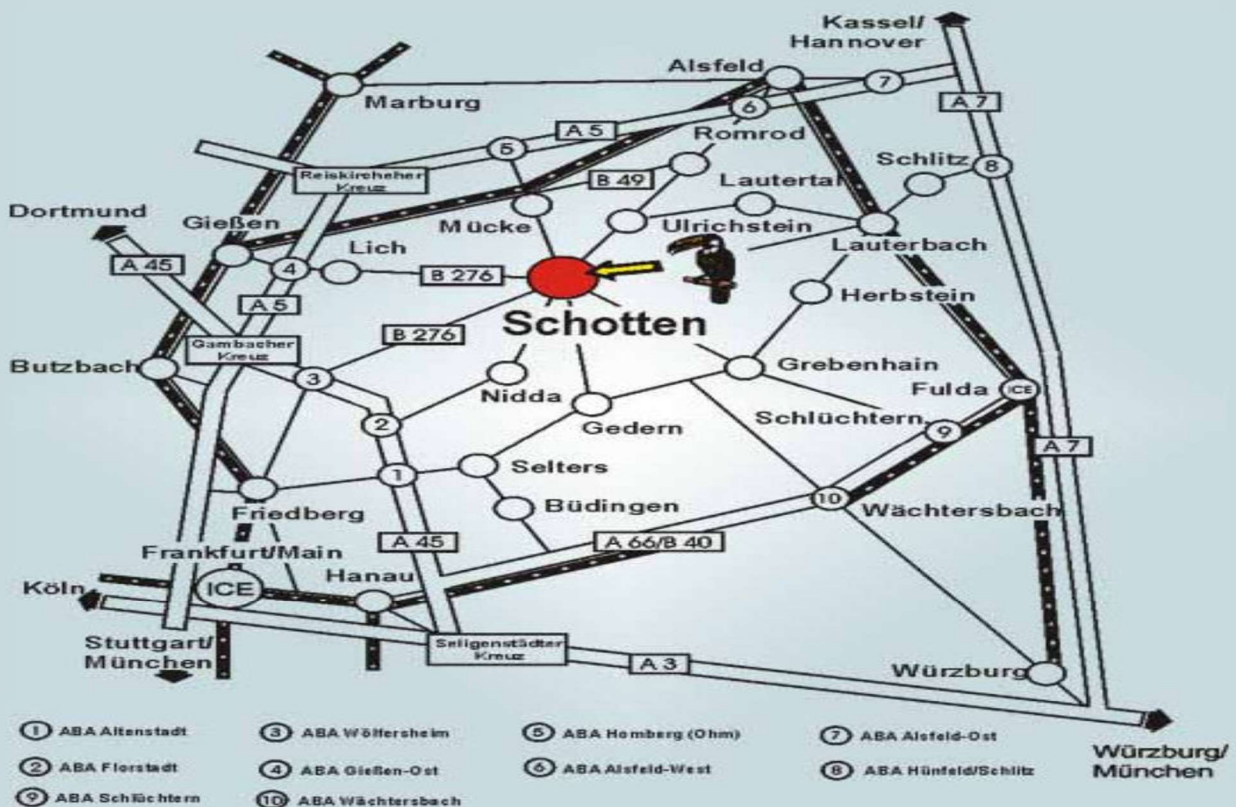 Kassel/
Hannover
Alsfeld
7
Marburg
6
A 7
A 5
Romrod
5
Schlitz
8
Reiskircheher
Kreuz
B 49
Lautertal
Dortmund
Gießen
Mücke
Ulrichstein
Lauterbach
Lich
A 45
4
B 276
A 5
Herbstein
Schotten
B 276
Gambacher
Kreuz
Butzbach
3
Grebenhain
Nidda
Fulda
ICE
2
Gedern
Schlüchtern
9
A 7
1
Selters
Büdingen
10
Friedberg
Wächtersbach
A 45
A 66/B 40
Frankfurt/Main
Hanau
ICE
Köln
Stuttgart/
München
Seligenstädter
Kreuz
A 3
Würzburg
1 ABA Altenstadt
3 ABA Wölfersheim
5 ABA Homberg (Ohm)
7 ABA Alsfeld-Ost
Würzburg/
München
2 ABA Florstadt
4 ABA Gießen-Ost
6 ABA Alsfeld-West
8 ABA Hünfeld/Schlitz
9 ABA Schlüchtern
10 ABA Wächtersbach